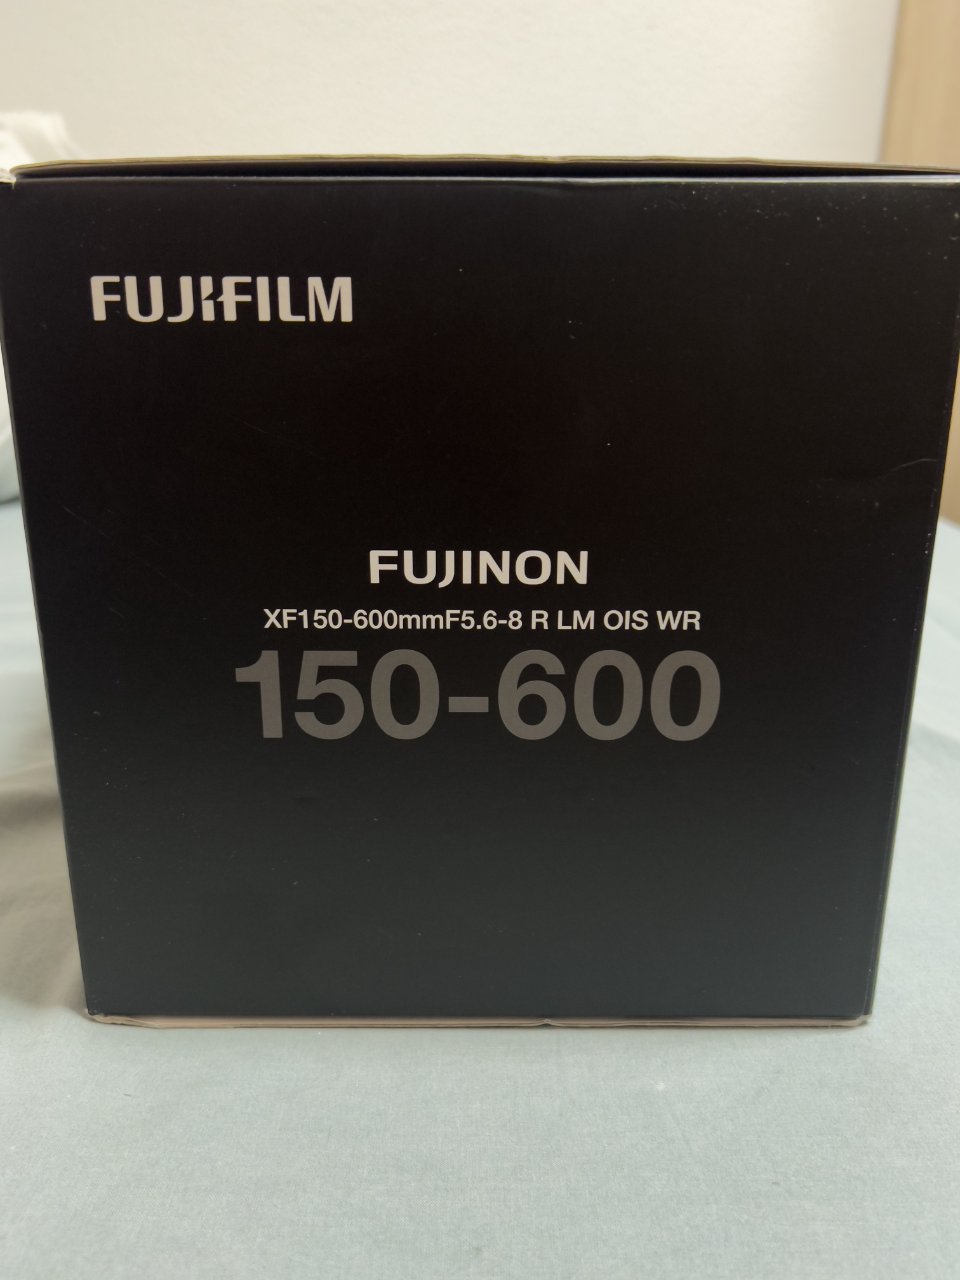 FUJIFILM
FUJINON
XF150-600mmF5.6-8 R LM OIS WR
150-600